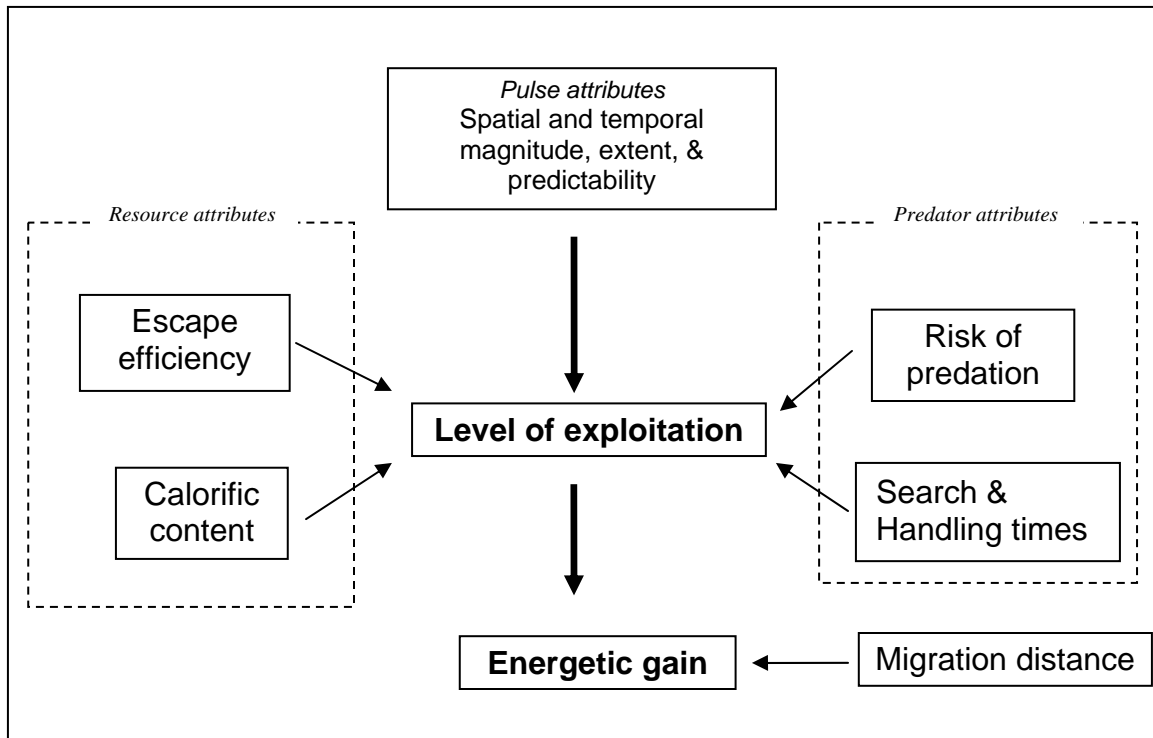 Pulse attributes
Spatial and temporal
magnitude, extent, &
predictability
Resource attributes
Predator attributes
Escape
efficiency
Risk of
predation
Level of exploitation
Calorific
content
Search &
Handling times
Energetic gain
Migration distance